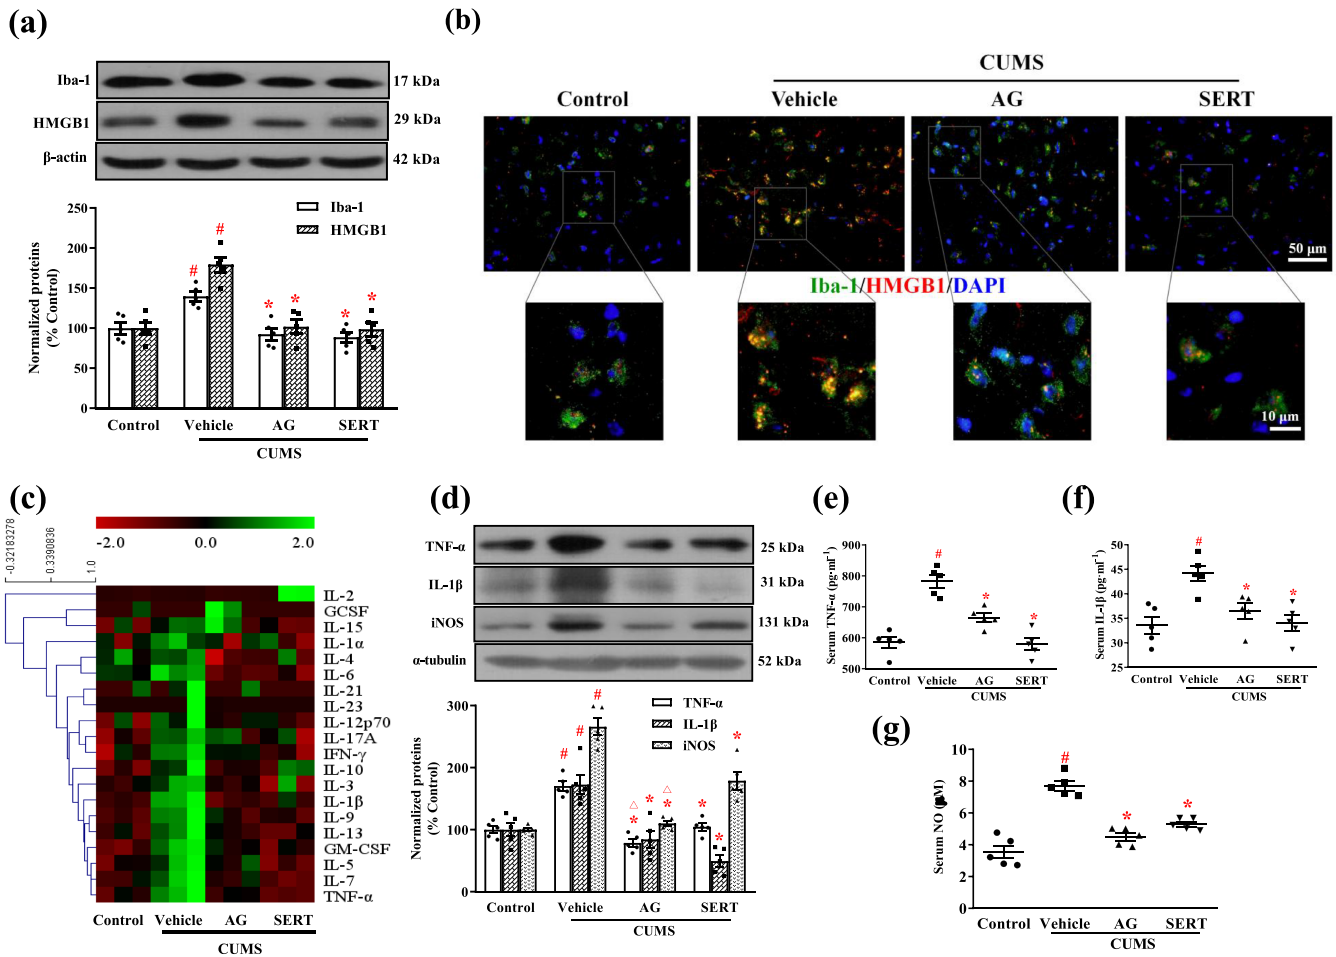 (a)
Iba-1
17 kDa
HMGB1
29 kDa
β-actin
42 kDa
250
200
150
100
50
0
Normalized proteins
(% Control)
Iba-1
HMGB1
#
#
*
*
*
*
Control
Vehicle
AG
SERT
CUMS
(b)
CUMS
Control
Vehicle
AG
SERT
50 μm
Iba-1/HMGB1/DAPI
10 μm
(c)
-0.32183278
0.3390836
1.0
-2.0
0.0
2.0
IL-2
GCSF
IL-15
IL-1α
IL-4
IL-6
IL-21
IL-23
IL-12p70
IL-17A
IFN-γ
IL-10
IL-3
IL-1β
IL-9
IL-13
GM-CSF
IL-5
IL-7
TNF-α
Control
Vehicle
AG
SERT
CUMS
(d)
TNF-α
25 kDa
IL-1β
31 kDa
iNOS
131 kDa
α-tubulin
52 kDa
300
200
100
0
Normalized proteins
(% Control)
TNF-α
IL-1β
iNOS
#
#
#
△
*
*
△
*
*
*
*
Control
Vehicle
AG
SERT
CUMS
(e)
900
800
700
600
500
Serum TNF-α (pg·ml⁻¹)
#
*
*
Control
Vehicle
AG
SERT
CUMS
(f)
50
45
40
35
30
25
Serum IL-1β (pg·ml⁻¹)
#
*
*
Control
Vehicle
AG
SERT
CUMS
(g)
10
8
6
4
2
0
Serum NO
#
*
*
Control
Vehicle
AG
SERT
CUMS